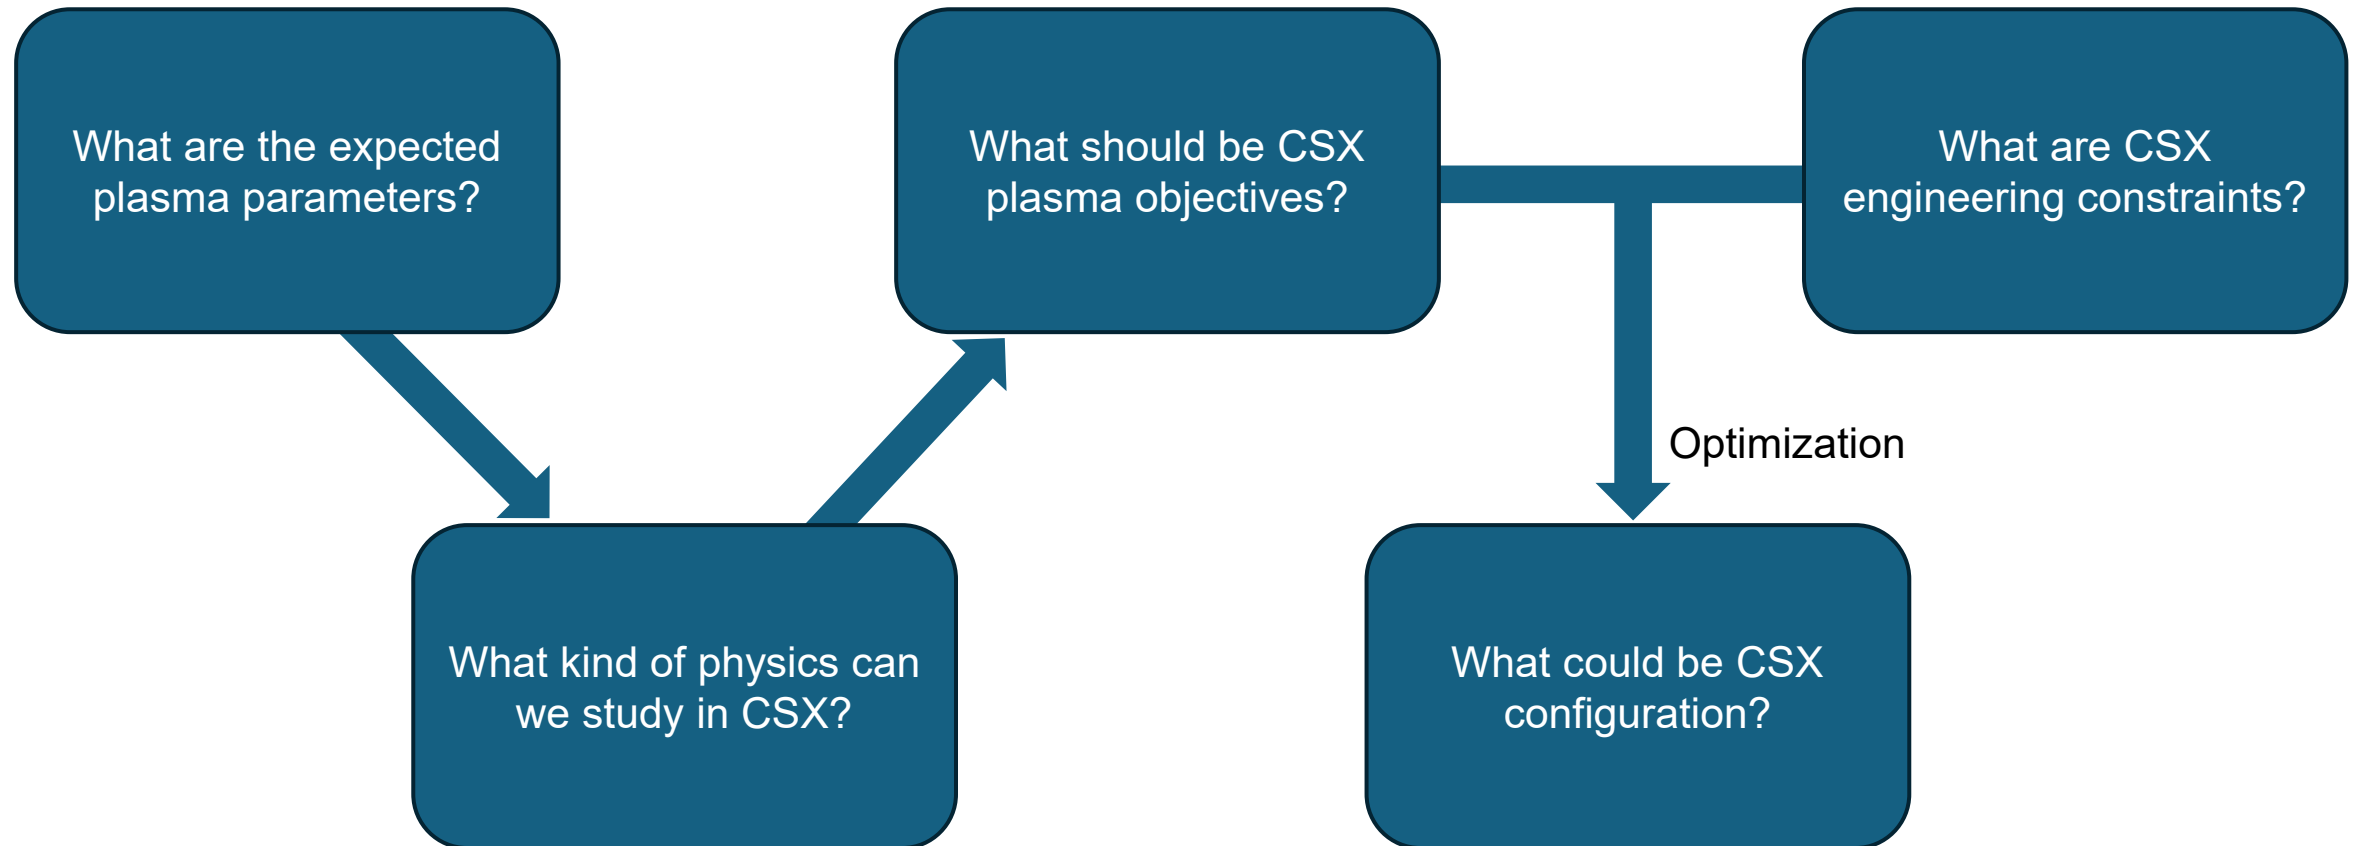 What are the expected
plasma parameters?
What kind of physics can
we study in CSX?
What should be CSX
plasma objectives?
What are CSX
engineering constraints?
Optimization
What could be CSX
configuration?